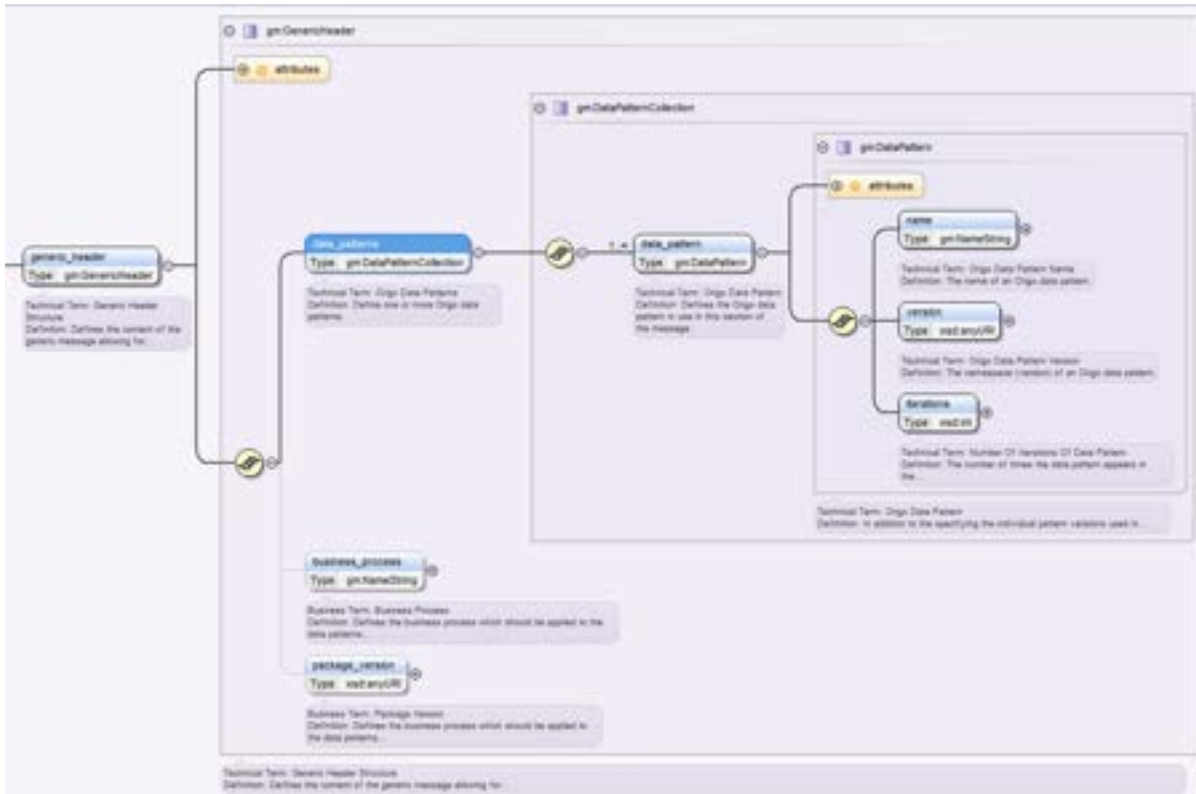 gm:GenericHeader
attributes
gm:DataPatternCollection
gm:DataPattern
attributes
name
Type gm:NameString
Technical Term: Origo Data Pattern Name
Definition: The name of an Origo data pattern.
data_patterns
Type gm:DataPatternCollection
Technical Term: Origo Data Patterns
Definition: Define one or more Origo data
patterns.
1..∞
data_pattern
Type gm:DataPattern
Technical Term: Origo Data Pattern
Definition: Defines the Origo data
pattern in use in this section of
the message.
generic_header
Type gm:GenericHeader
Technical Term: Generic Header
Structure
Definition: Defines the content of the
generic message allowing for...
version
Type xsd:anyURI
Technical Term: Origo Data Pattern Version
Definition: The namespace (version) of an Origo data pattern.
iterations
Type xsd:int
Technical Term: Number Of Iterations Of Data Pattern
Definition: The number of times the data pattern appears in
the...
Technical Term: Origo Data Pattern
Definition: In addition to the specifying the individual pattern versions used in...
business_process
Type gm:NameString
Business Term: Business Process
Definition: Defines the business process which should be applied to the
data patterns...
package_version
Type xsd:anyURI
Business Term: Package Version
Definition: Defines the business process which should be applied to
the data patterns...
Technical Term: Generic Header Structure
Definition: Defines the content of the generic message allowing for...